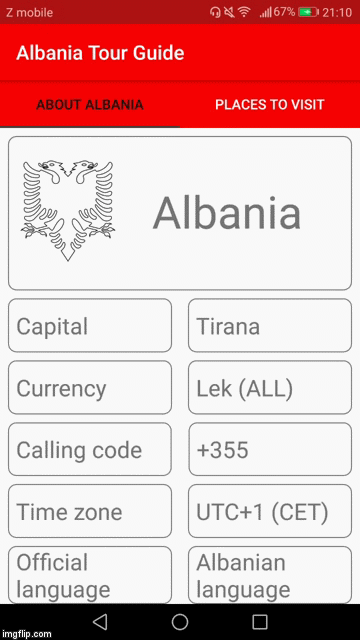 Z mobile 67% 21:10
Albania Tour Guide
ABOUT ALBANIA PLACES TO VISIT
Albania
Capital Tirana
Currency Lek (ALL)
Calling code +355
Time zone UTC+1 (CET)
Official language Albanian language
imgflip.com